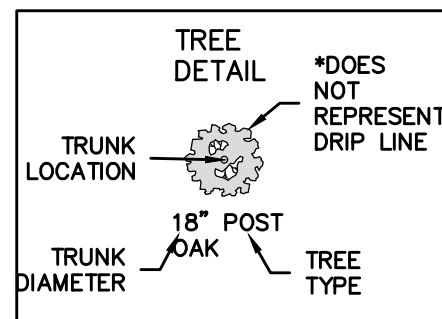 TREE
DETAIL
*DOES
NOT
REPRESENT
DRIP LINE
TRUNK
LOCATION
18" POST
OAK
TRUNK
DIAMETER
TREE
TYPE